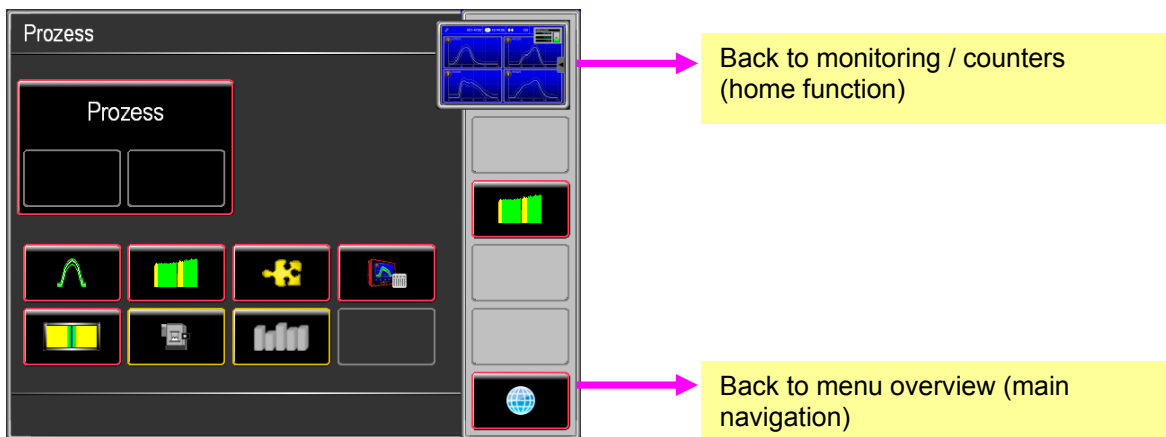 Prozess
Back to monitoring / counters
(home function)
Prozess
Back to menu overview (main
navigation)